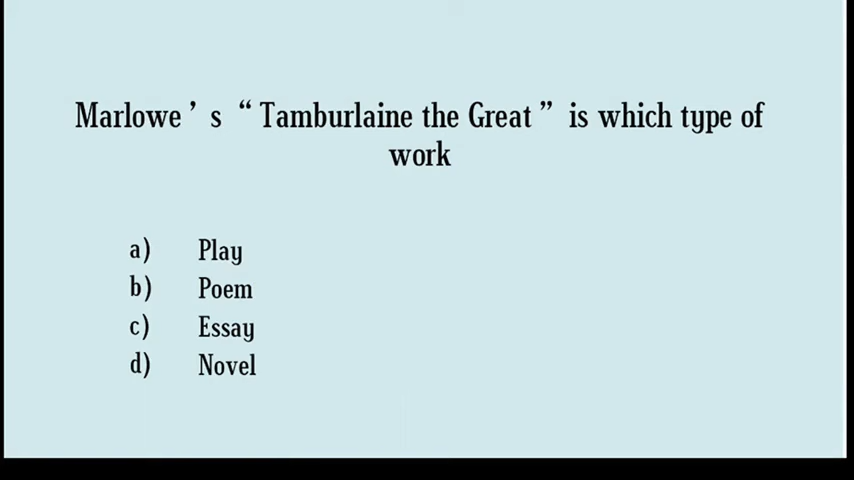 Marlowe ’ s “ Tamburlaine the Great ” is which type of
work
a) Play
b) Poem
c) Essay
d) Novel